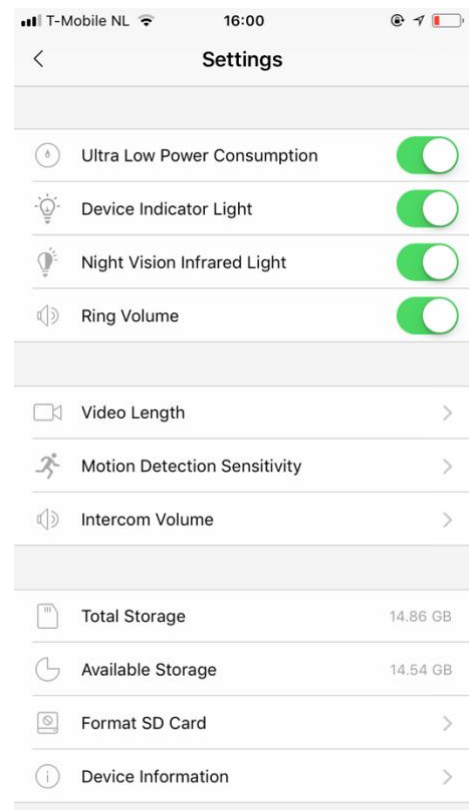 T-Mobile NL 16:00
Settings
Ultra Low Power Consumption
Device Indicator Light
Night Vision Infrared Light
Ring Volume
Video Length
Motion Detection Sensitivity
Intercom Volume
Total Storage 14.86 GB
Available Storage 14.54 GB
Format SD Card
Device Information